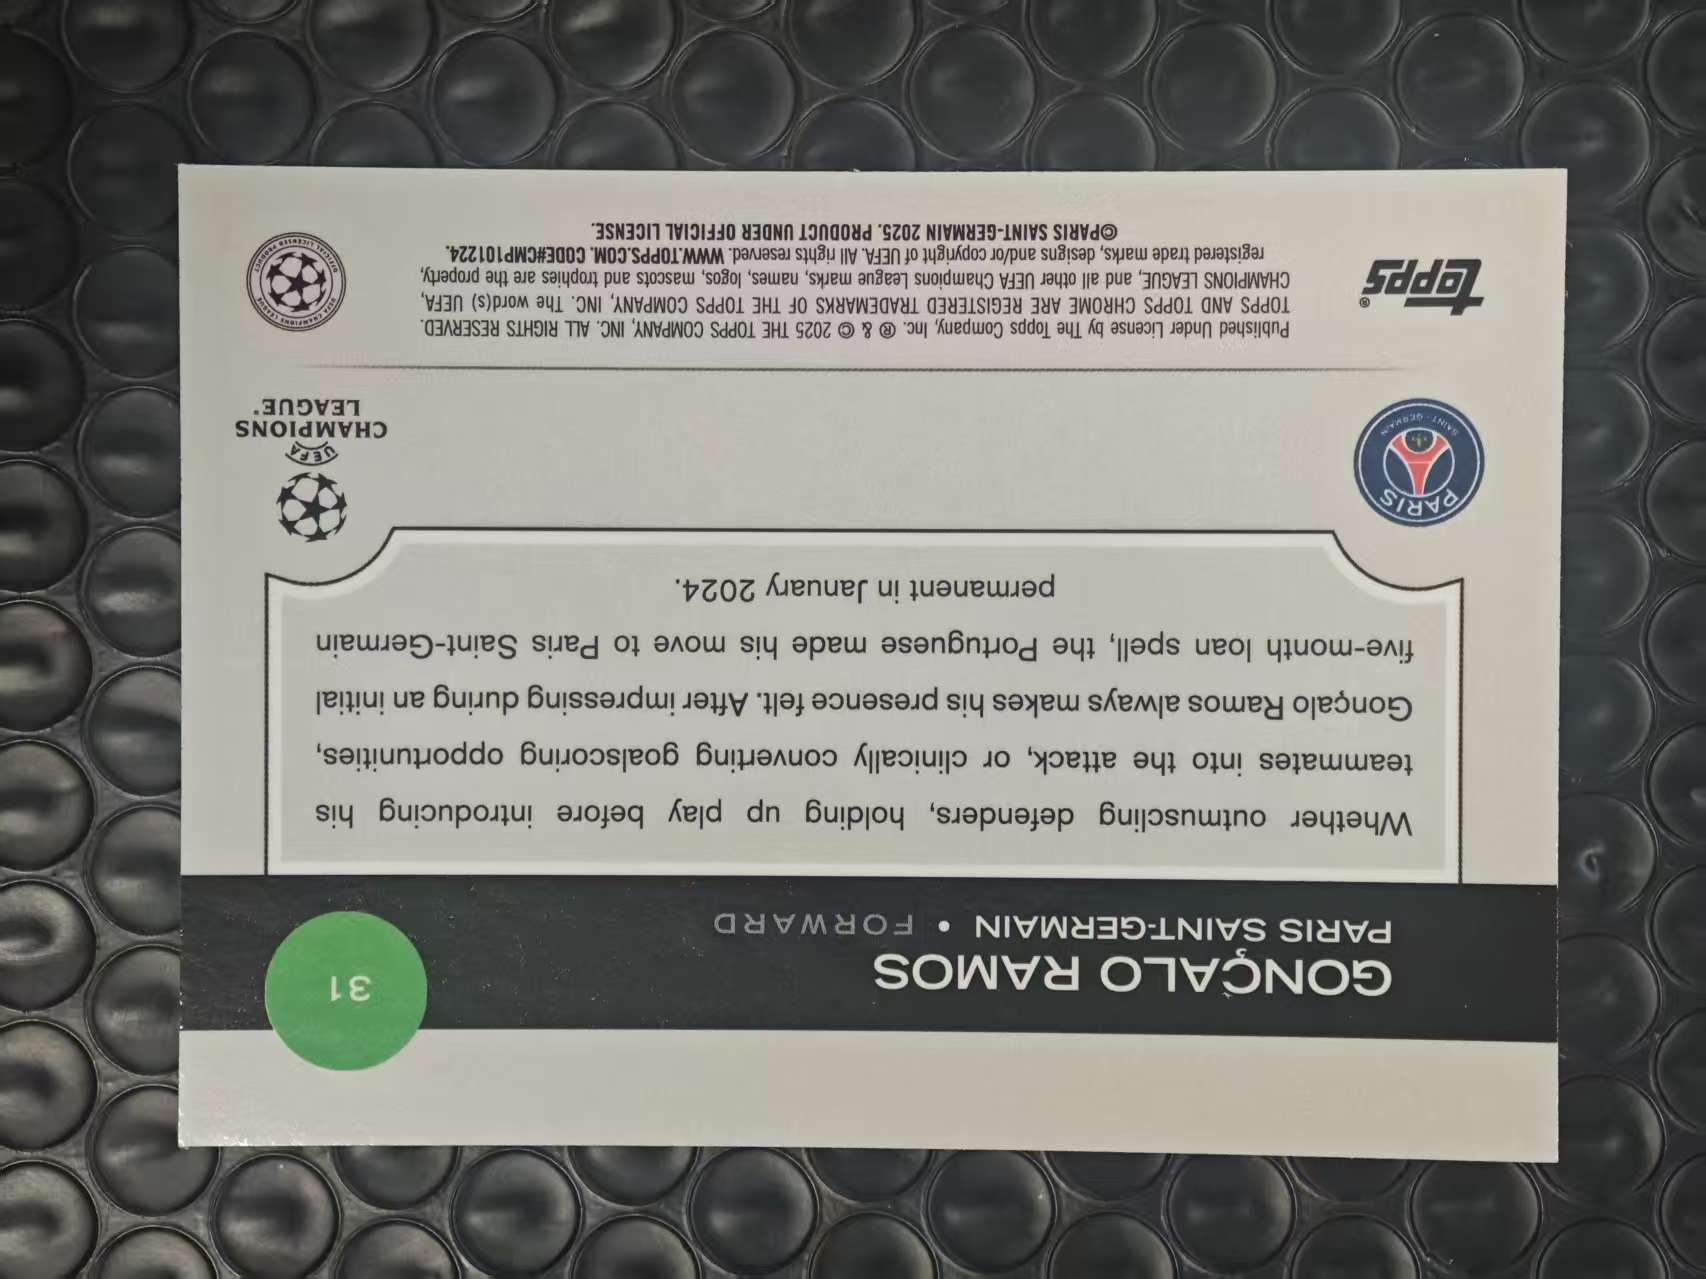 31
GONÇALO RAMOS
PARIS SAINT-GERMAIN • FORWARD
Whether outmuscling defenders, holding up play before introducing his
teammates into the attack, or clinically converting goalscoring opportunities,
Gonçalo Ramos always makes his presence felt. After impressing during an initial
five-month loan spell, the Portuguese made his move to Paris Saint-Germain
permanent in January 2024.
PARIS
SAINT-GERMAIN
UEFA
CHAMPIONS
LEAGUE®
topps®
Published Under License by The Topps Company, Inc. ® & © 2025 THE TOPPS COMPANY, INC. ALL RIGHTS RESERVED.
TOPPS AND TOPPS CHROME ARE REGISTERED TRADEMARKS OF THE TOPPS COMPANY, INC. The word(s) UEFA,
CHAMPIONS LEAGUE, and all other UEFA Champions League marks, names, logos, mascots and trophies are the property,
registered trade marks, designs and/or copyright of UEFA. All rights reserved. WWW.TOPPS.COM. CODE#CMP101224.
©PARIS SAINT-GERMAIN 2025. PRODUCT UNDER OFFICIAL LICENSE.
UEFA CHAMPIONS LEAGUE
OFFICIAL LICENSED PRODUCT